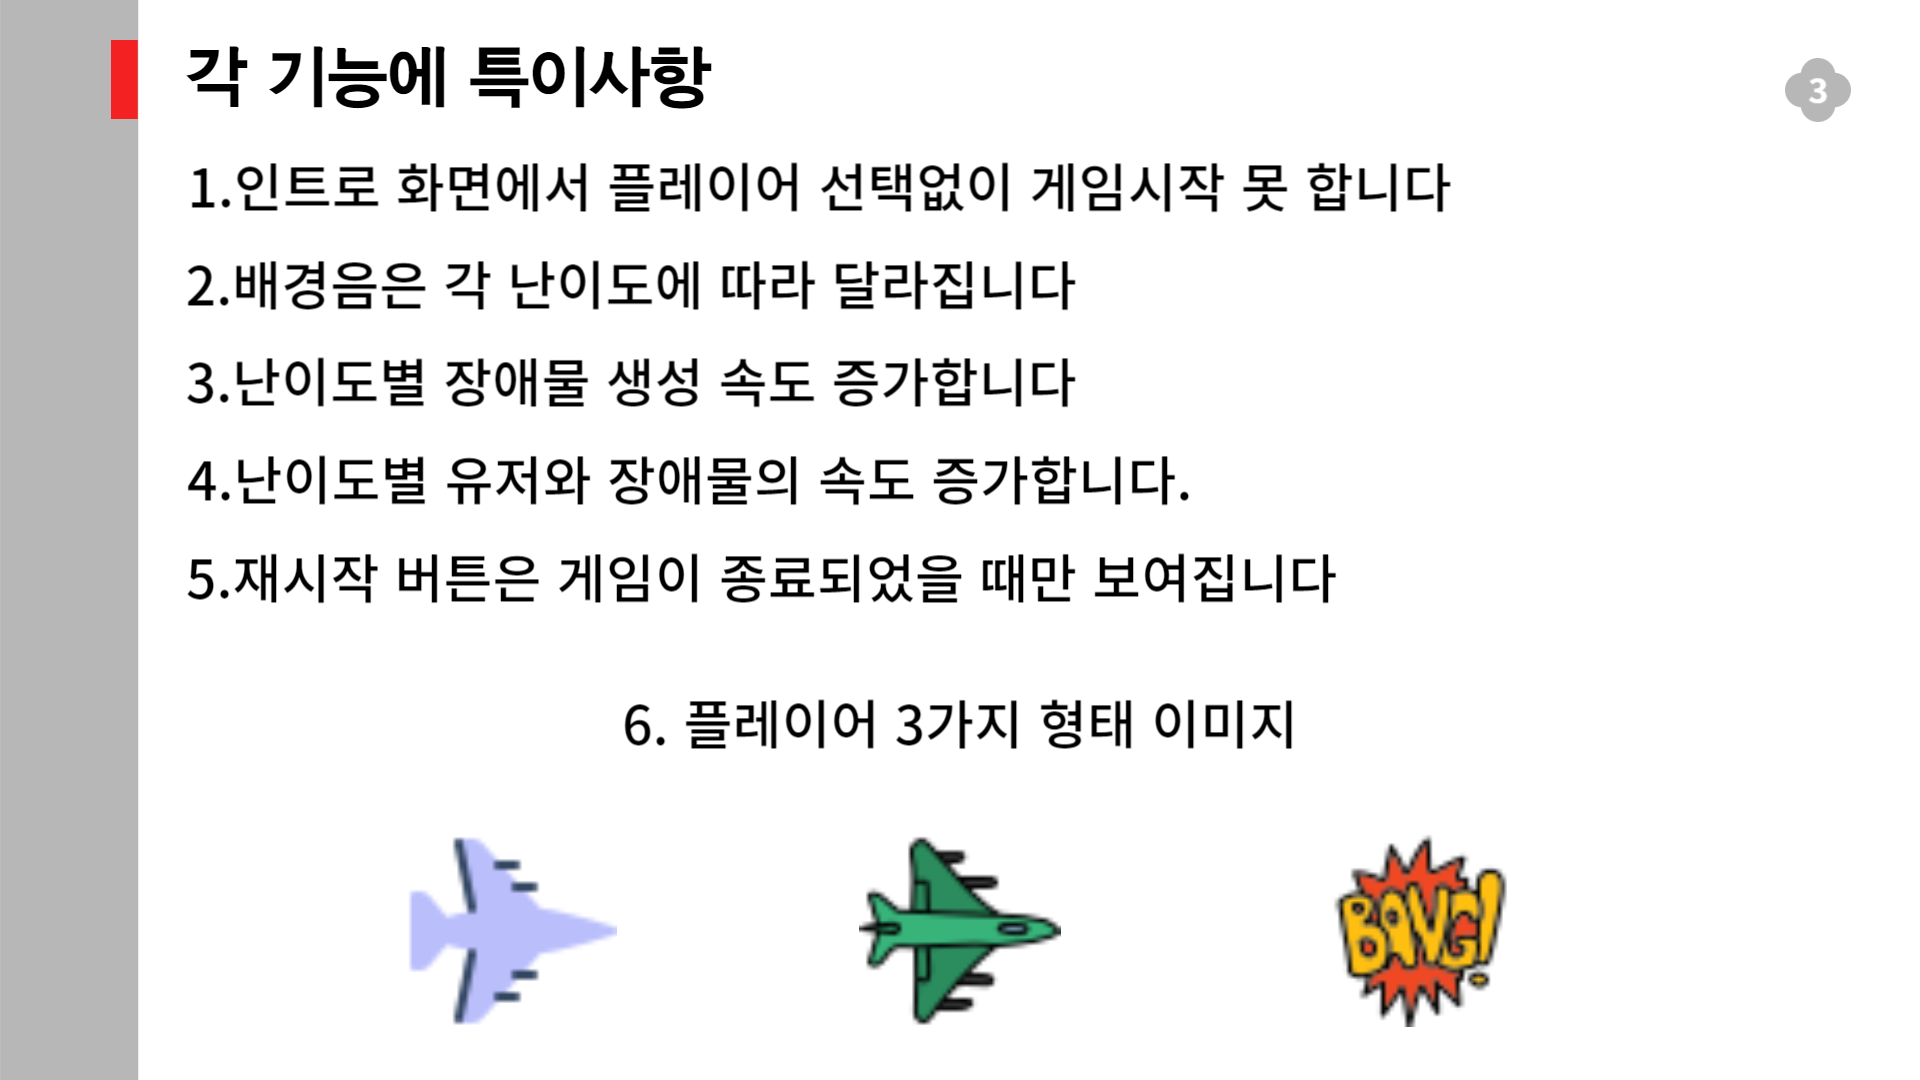 각 기능에 특이사항
3
1.인트로 화면에서 플레이어 선택없이 게임시작 못 합니다
2.배경음은 각 난이도에 따라 달라집니다
3.난이도별 장애물 생성 속도 증가합니다
4.난이도별 유저와 장애물의 속도 증가합니다.
5.재시작 버튼은 게임이 종료되었을 때만 보여집니다
6. 플레이어 3가지 형태 이미지
BANG!